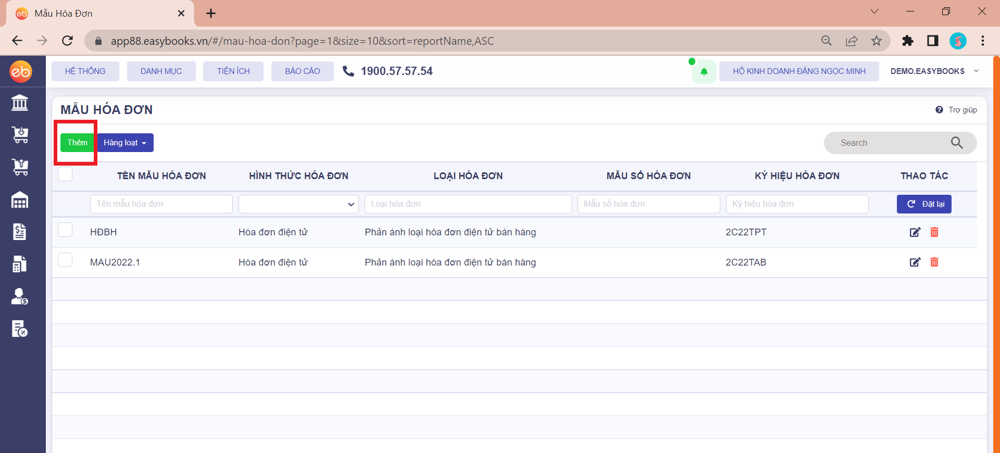 Mẫu Hóa Đơn
app88.easybooks.vn/#/mau-hoa-don?page=1&size=10&sort=reportName,ASC
eb
HỆ THỐNG DANH MỤC TIỆN ÍCH BÁO CÁO 1900.57.57.54 HỘ KINH DOANH ĐẶNG NGỌC MINH DEMO.EASYBOOKS
MẪU HÓA ĐƠN Trợ giúp
Thêm Hàng loạt Search
TÊN MẪU HÓA ĐƠN HÌNH THỨC HÓA ĐƠN LOẠI HÓA ĐƠN MẪU SỐ HÓA ĐƠN KÝ HIỆU HÓA ĐƠN THAO TÁC
Tên mẫu hóa đơn Loại hóa đơn Mẫu số hóa đơn Ký hiệu hóa đơn Đặt lại
HĐBH Hóa đơn điện tử Phản ánh loại hóa đơn điện tử bán hàng 2C22TPT
MAU2022.1 Hóa đơn điện tử Phản ánh loại hóa đơn điện tử bán hàng 2C22TAB